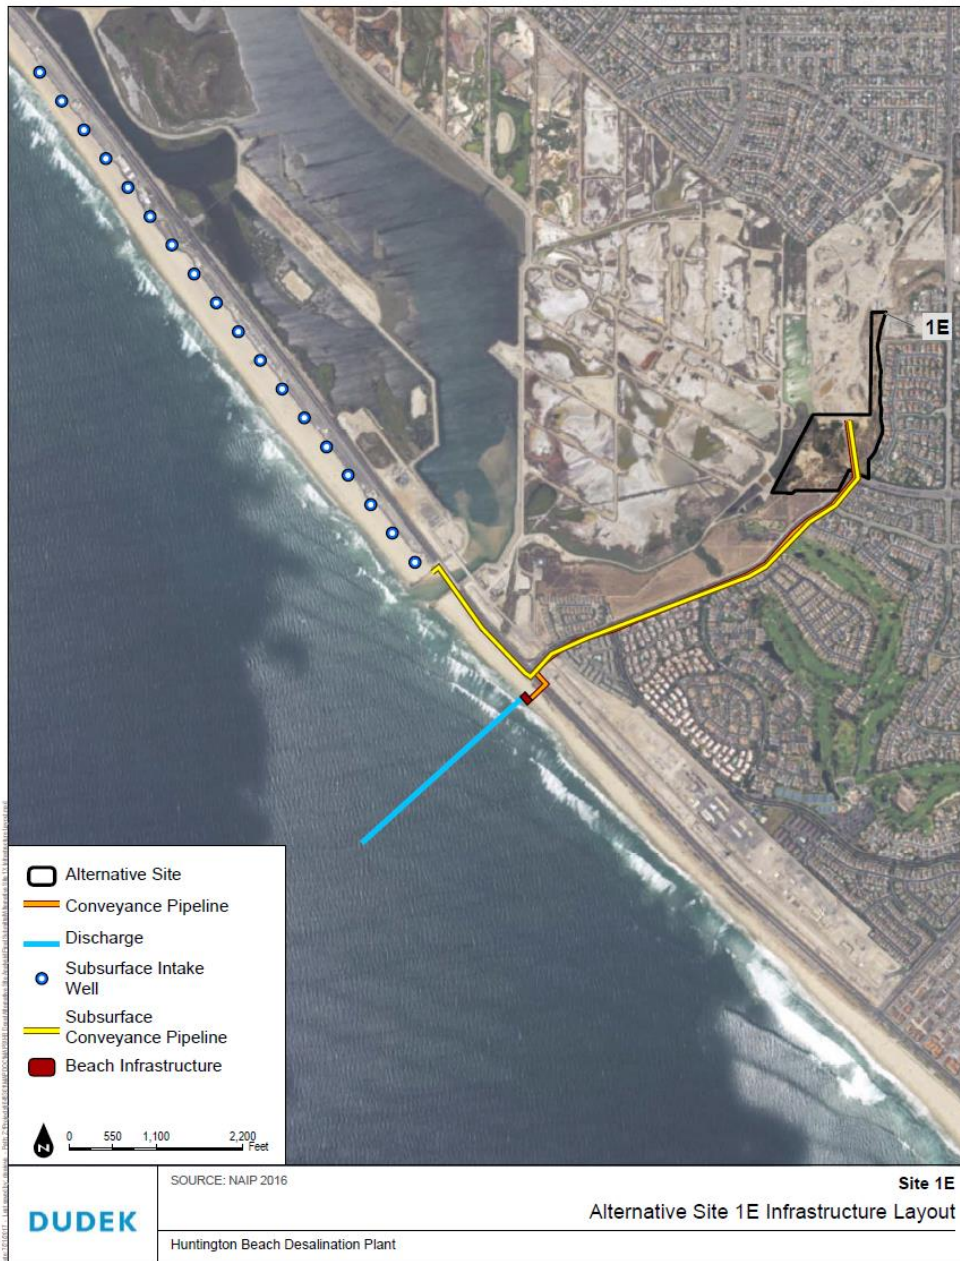 1E
Alternative Site
Conveyance Pipeline
Discharge
Subsurface Intake
Well
Subsurface
Conveyance Pipeline
Beach Infrastructure
N
0 550 1,100 2,200
Feet
DUDEK
SOURCE: NAIP 2016
Site 1E
Alternative Site 1E Infrastructure Layout
Huntington Beach Desalination Plant